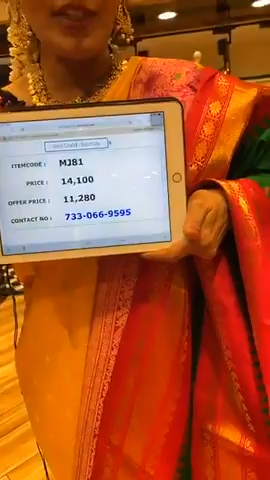 ITEMCODE : MJ81
PRICE : 14,100
OFFER PRICE : 11,280
CONTACT NO : 733-066-9595